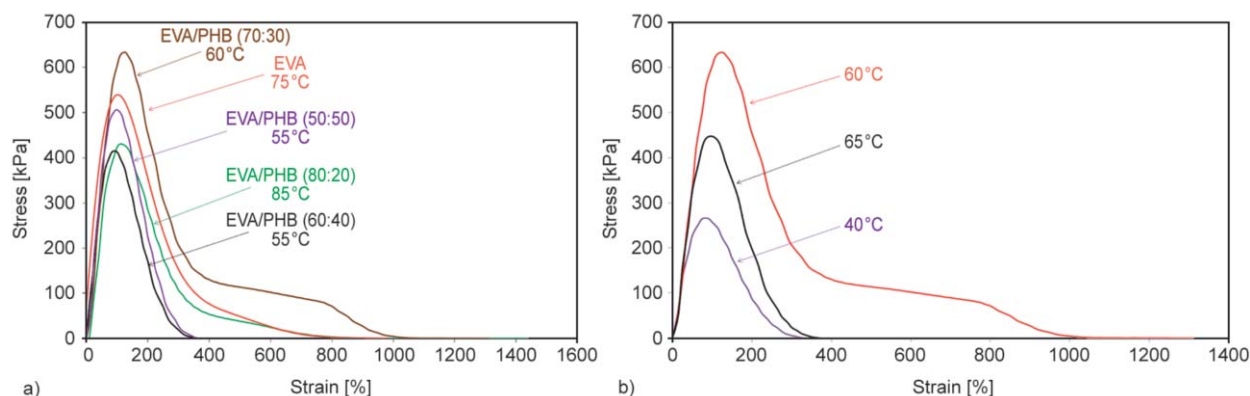 700
600
500
400
300
200
100
0
Stress [kPa]
EVA/PHB (70:30)
60°C
EVA
75°C
EVA/PHB (50:50)
55°C
EVA/PHB (80:20)
85°C
EVA/PHB (60:40)
55°C
0 200 400 600 800 1000 1200 1400 1600
a)
Strain [%]
700
600
500
400
300
200
100
0
Stress [kPa]
60°C
65°C
40°C
0 200 400 600 800 1000 1200 1400
b)
Strain [%]